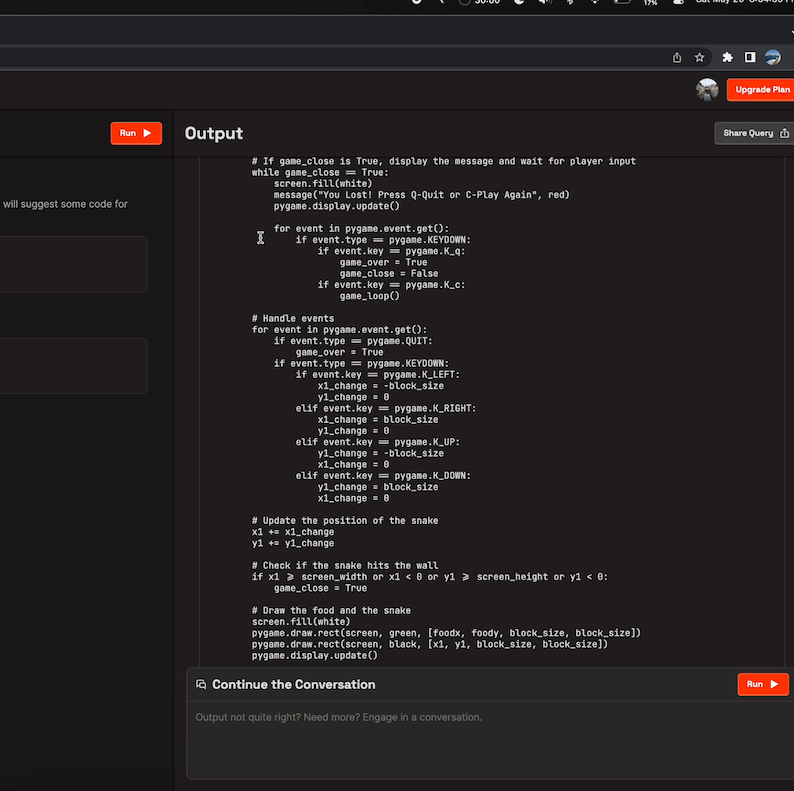 17%
Upgrade Plan
Run
Output
Share Query
will suggest some code for
# If game_close is True, display the message and wait for player input
while game_close == True:
screen.fill(white)
message("You Lost! Press Q-Quit or C-Play Again", red)
pygame.display.update()
for event in pygame.event.get():
if event.type == pygame.KEYDOWN:
if event.key == pygame.K_q:
game_over = True
game_close = False
if event.key == pygame.K_c:
game_loop()
# Handle events
for event in pygame.event.get():
if event.type == pygame.QUIT:
game_over = True
if event.type == pygame.KEYDOWN:
if event.key == pygame.K_LEFT:
x1_change = -block_size
y1_change = 0
elif event.key == pygame.K_RIGHT:
x1_change = block_size
y1_change = 0
elif event.key == pygame.K_UP:
y1_change = -block_size
x1_change = 0
elif event.key == pygame.K_DOWN:
y1_change = block_size
x1_change = 0
# Update the position of the snake
x1 += x1_change
y1 += y1_change
# Check if the snake hits the wall
if x1 >= screen_width or x1 < 0 or y1 >= screen_height or y1 < 0:
game_close = True
# Draw the food and the snake
screen.fill(white)
pygame.draw.rect(screen, green, [foodx, foody, block_size, block_size])
pygame.draw.rect(screen, black, [x1, y1, block_size, block_size])
pygame.display.update()
Continue the Conversation
Run
Output not quite right? Need more? Engage in a conversation.